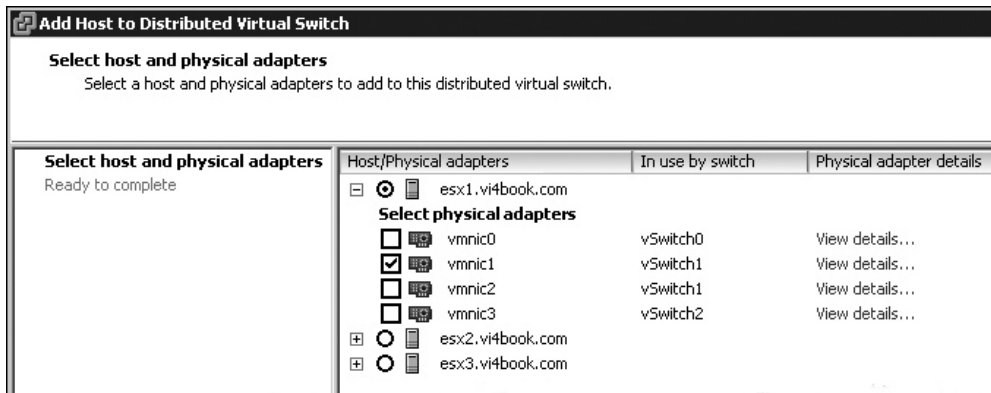 Add Host to Distributed Virtual Switch
Select host and physical adapters
Select a host and physical adapters to add to this distributed virtual switch.
Select host and physical adapters
Ready to complete
Host/Physical adapters In use by switch Physical adapter details
esx1.vi4book.com
Select physical adapters
vmnic0 vSwitch0 View details...
vmnic1 vSwitch1 View details...
vmnic2 vSwitch1 View details...
vmnic3 vSwitch2 View details...
esx2.vi4book.com
esx3.vi4book.com